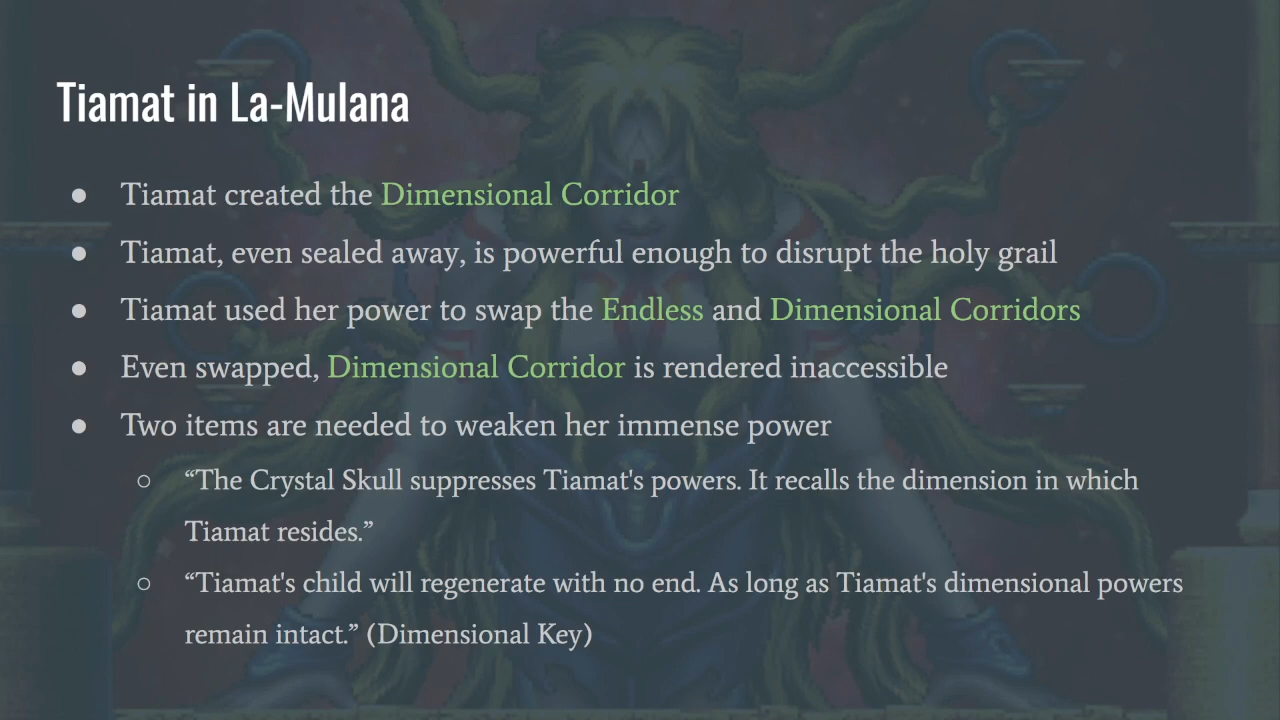 Tiamat in La-Mulana
● Tiamat created the Dimensional Corridor
● Tiamat, even sealed away, is powerful enough to disrupt the holy grail
● Tiamat used her power to swap the Endless and Dimensional Corridors
● Even swapped, Dimensional Corridor is rendered inaccessible
● Two items are needed to weaken her immense power
○ “The Crystal Skull suppresses Tiamat's powers. It recalls the dimension in which
Tiamat resides.”
○ “Tiamat's child will regenerate with no end. As long as Tiamat's dimensional powers
remain intact.” (Dimensional Key)